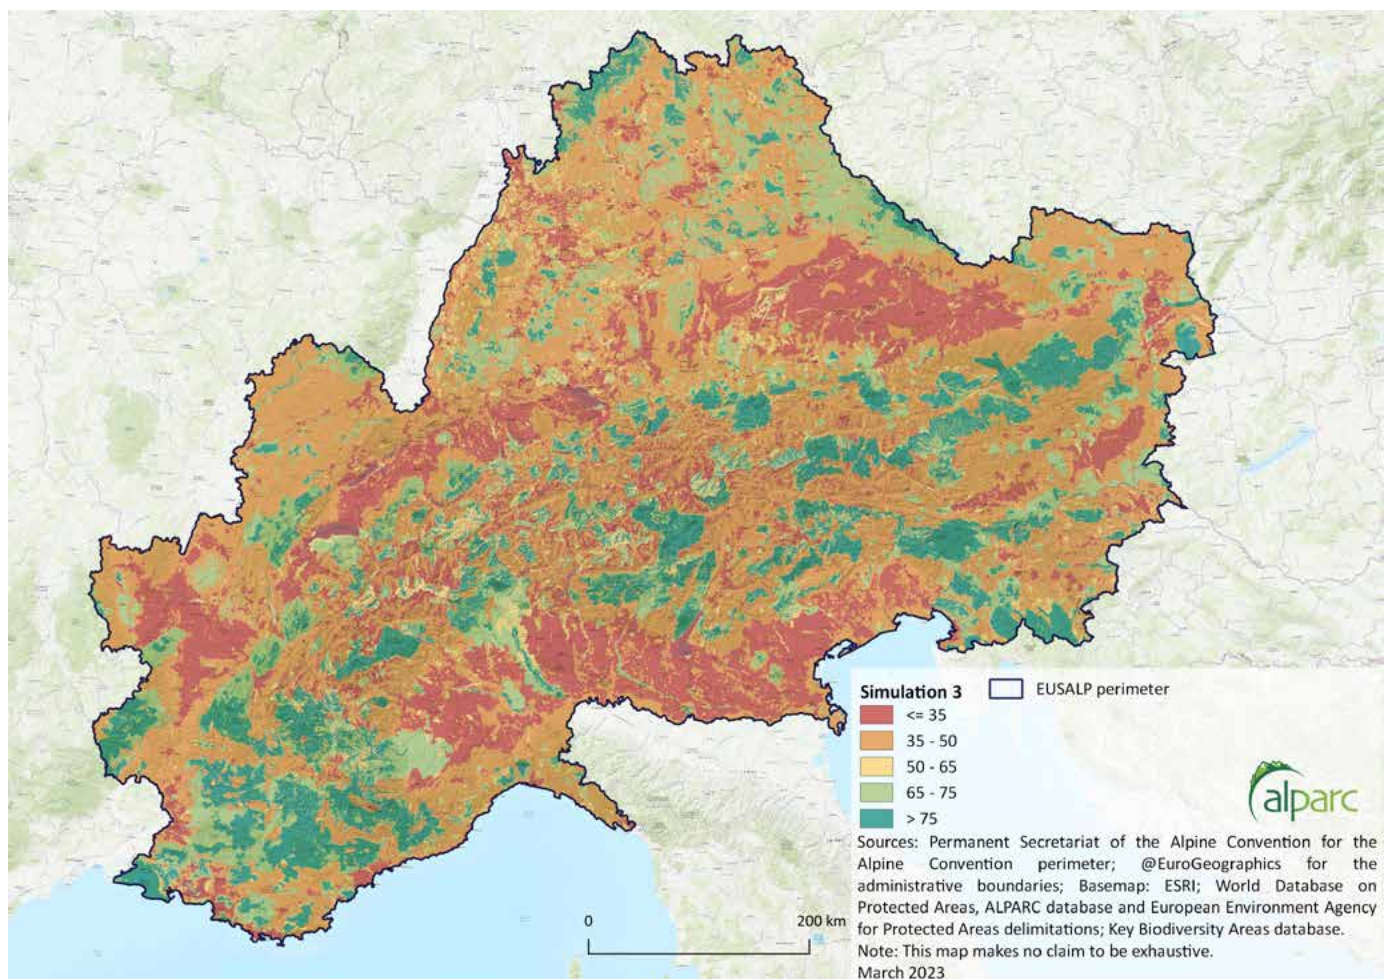 Simulation 3
EUSALP perimeter
<= 35
35 - 50
50 - 65
65 - 75
> 75
alparc
Sources: Permanent Secretariat of the Alpine Convention for the
Alpine Convention perimeter; @EuroGeographics for the
administrative boundaries; Basemap: ESRI; World Database on
Protected Areas, ALPARC database and European Environment Agency
for Protected Areas delimitations; Key Biodiversity Areas database.
Note: This map makes no claim to be exhaustive.
March 2023
0
200 km